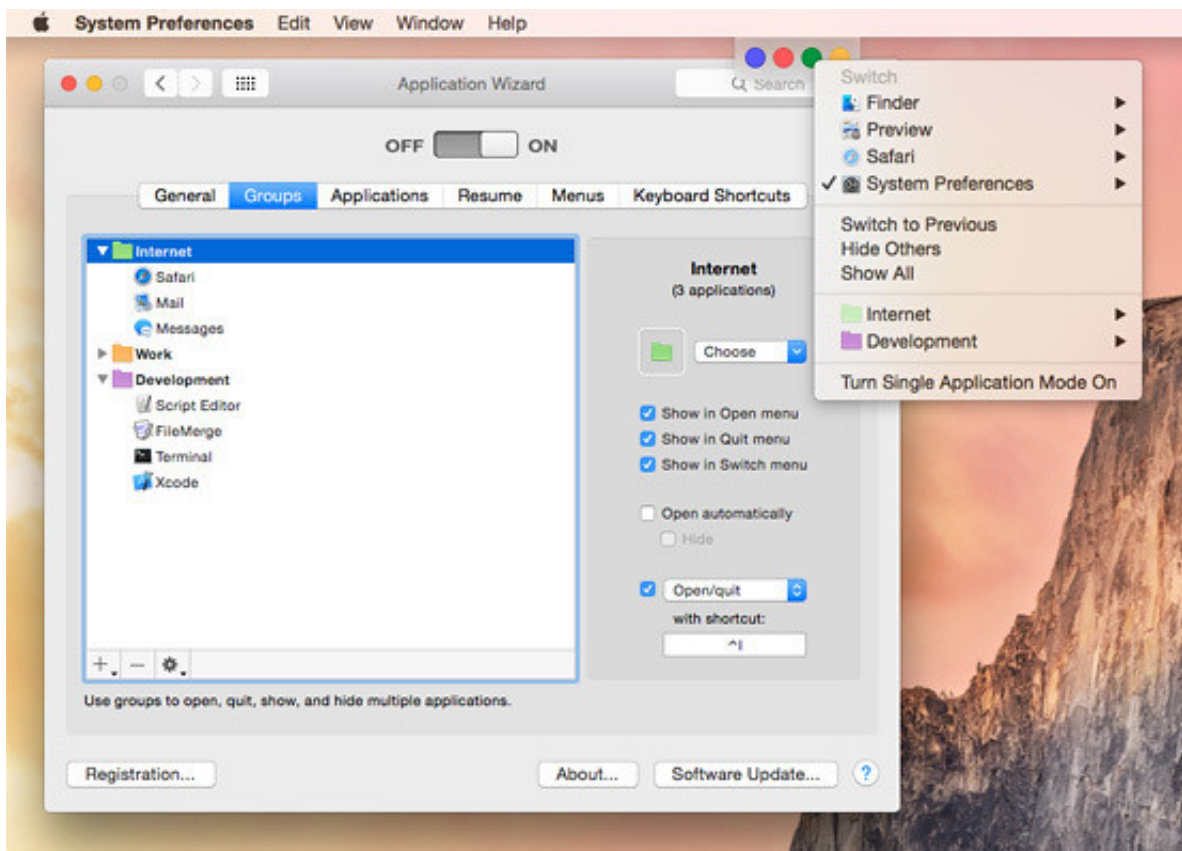 System Preferences Edit View Window Help
Application Wizard
Search
OFF ON
General Groups Applications Resume Menus Keyboard Shortcuts
Internet
Safari
Mail
Messages
Work
Development
Script Editor
FileMerge
Terminal
Xcode
Use groups to open, quit, show, and hide multiple applications.
Internet
(3 applications)
Choose
Show in Open menu
Show in Quit menu
Show in Switch menu
Open automatically
Hide
Open/quit
with shortcut:
^I
Registration... About... Software Update... ?
Switch
Finder
Preview
Safari
System Preferences
Switch to Previous
Hide Others
Show All
Internet
Development
Turn Single Application Mode On